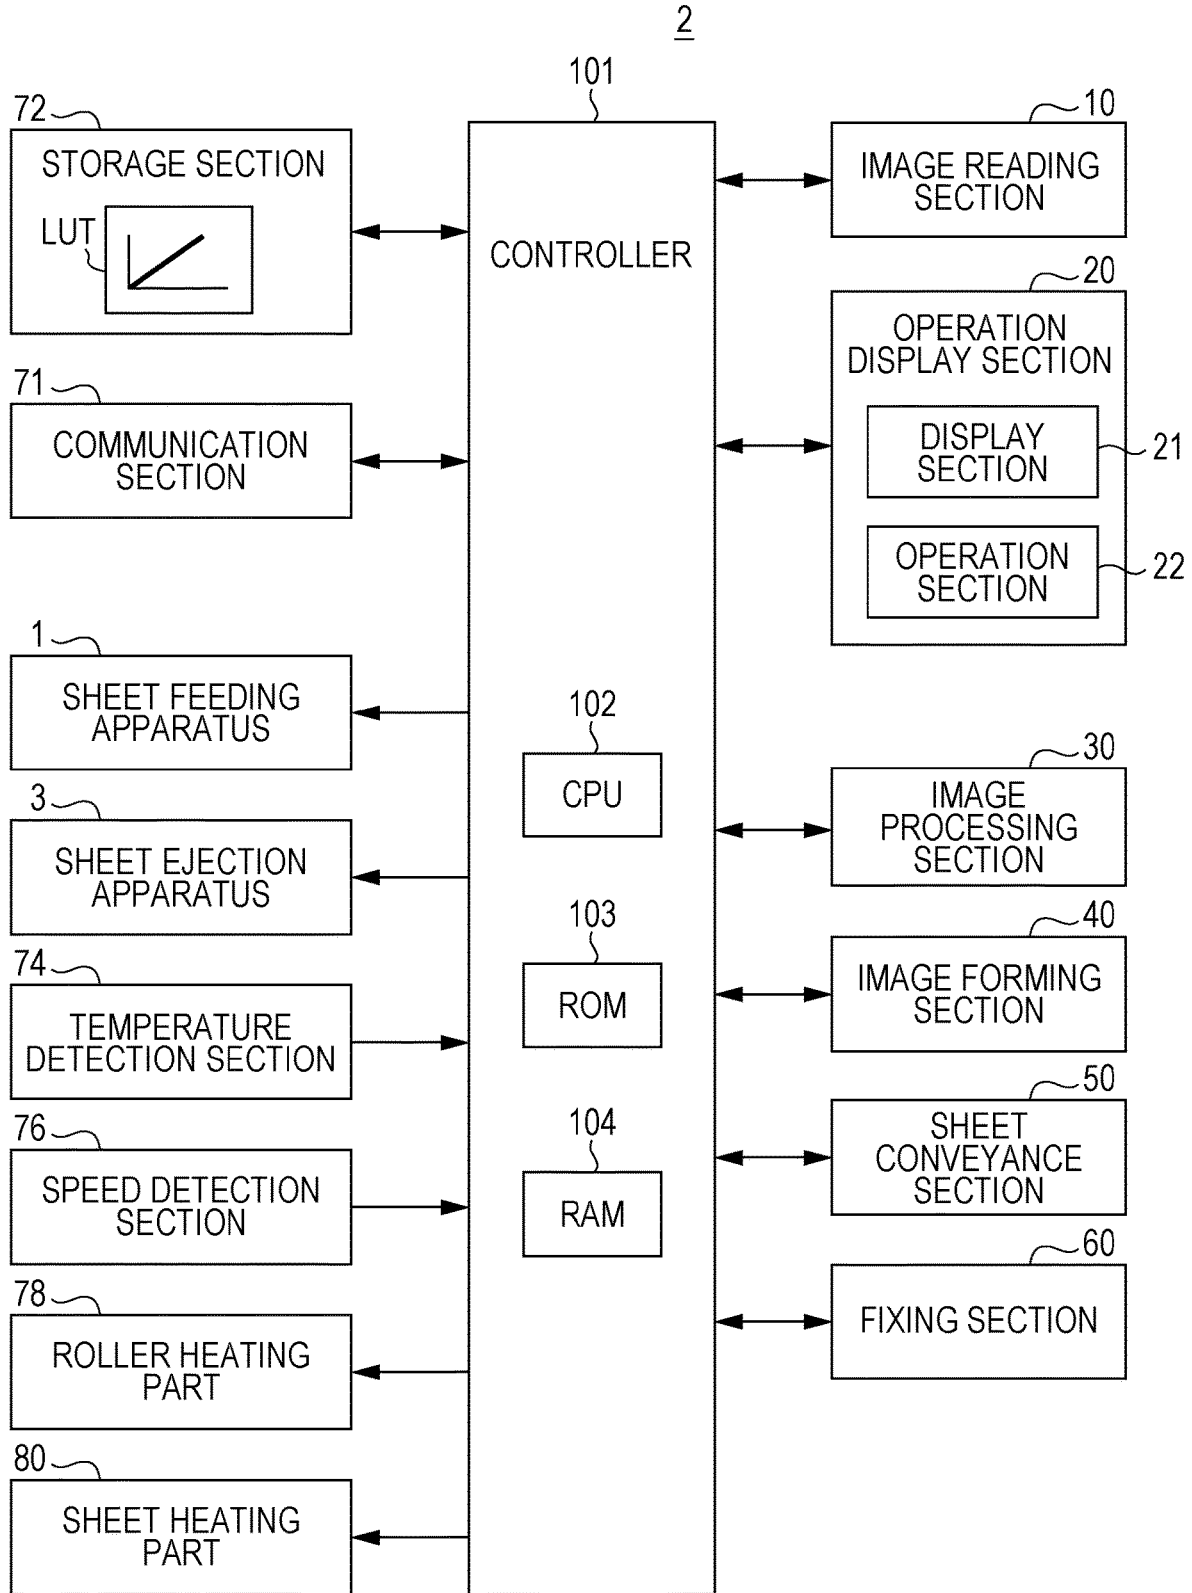 2
101
72
STORAGE SECTION
LUT
71
COMMUNICATION
SECTION
1
SHEET FEEDING
APPARATUS
3
SHEET EJECTION
APPARATUS
74
TEMPERATURE
DETECTION SECTION
76
SPEED DETECTION
SECTION
78
ROLLER HEATING
PART
80
SHEET HEATING
PART
CONTROLLER
102
CPU
103
ROM
104
RAM
10
IMAGE READING
SECTION
20
OPERATION
DISPLAY SECTION
DISPLAY
SECTION
21
OPERATION
SECTION
22
30
IMAGE
PROCESSING
SECTION
40
IMAGE FORMING
SECTION
50
SHEET
CONVEYANCE
SECTION
60
FIXING SECTION